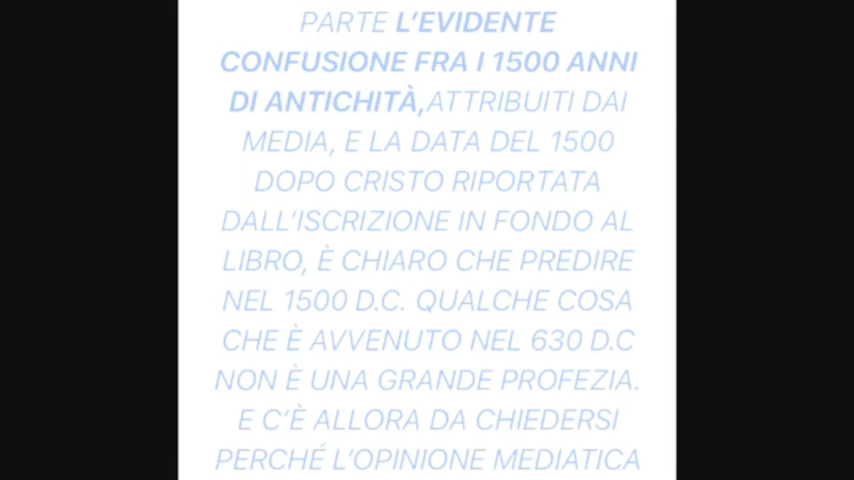 PARTE L'EVIDENTE
CONFUSIONE FRA I 1500 ANNI
DI ANTICHITÀ,ATTRIBUITI DAI
MEDIA, E LA DATA DEL 1500
DOPO CRISTO RIPORTATA
DALL'ISCRIZIONE IN FONDO AL
LIBRO, È CHIARO CHE PREDIRE
NEL 1500 D.C. QUALCHE COSA
CHE È AVVENUTO NEL 630 D.C
NON È UNA GRANDE PROFEZIA.
E C'È ALLORA DA CHIEDERSI
PERCHÉ L'OPINIONE MEDIATICA